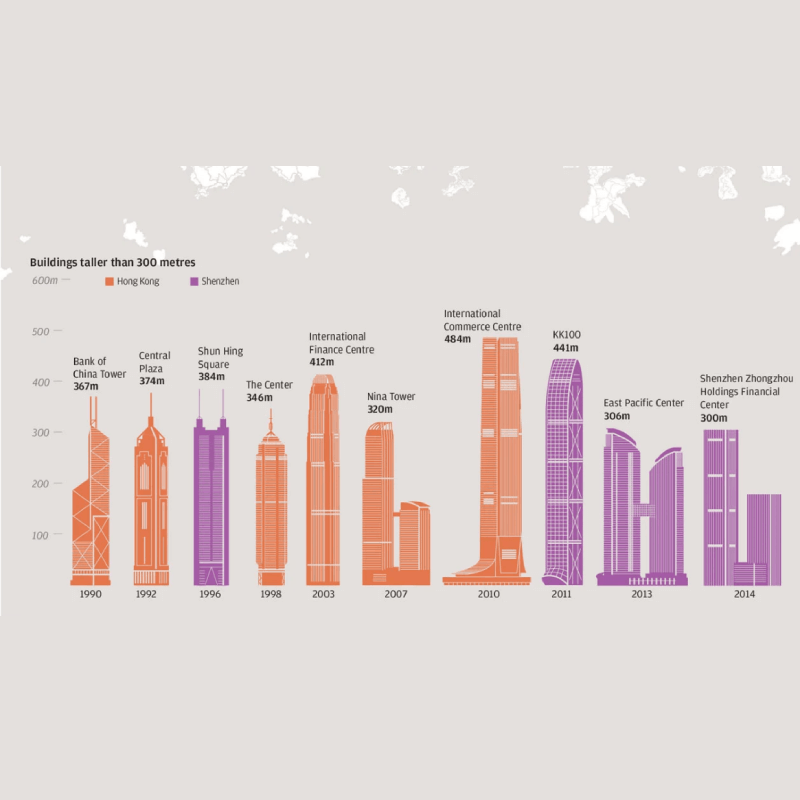 Buildings taller than 300 metres
600m
Hong Kong
Shenzhen
500
400
300
200
100
Bank of
China Tower
367m
Central
Plaza
374m
Shun Hing
Square
384m
The Center
346m
International
Finance Centre
412m
Nina Tower
320m
International
Commerce Centre
484m
KK100
441m
East Pacific Center
306m
Shenzhen Zhongzhou
Holdings Financial
Center
300m
1990
1992
1996
1998
2003
2007
2010
2011
2013
2014